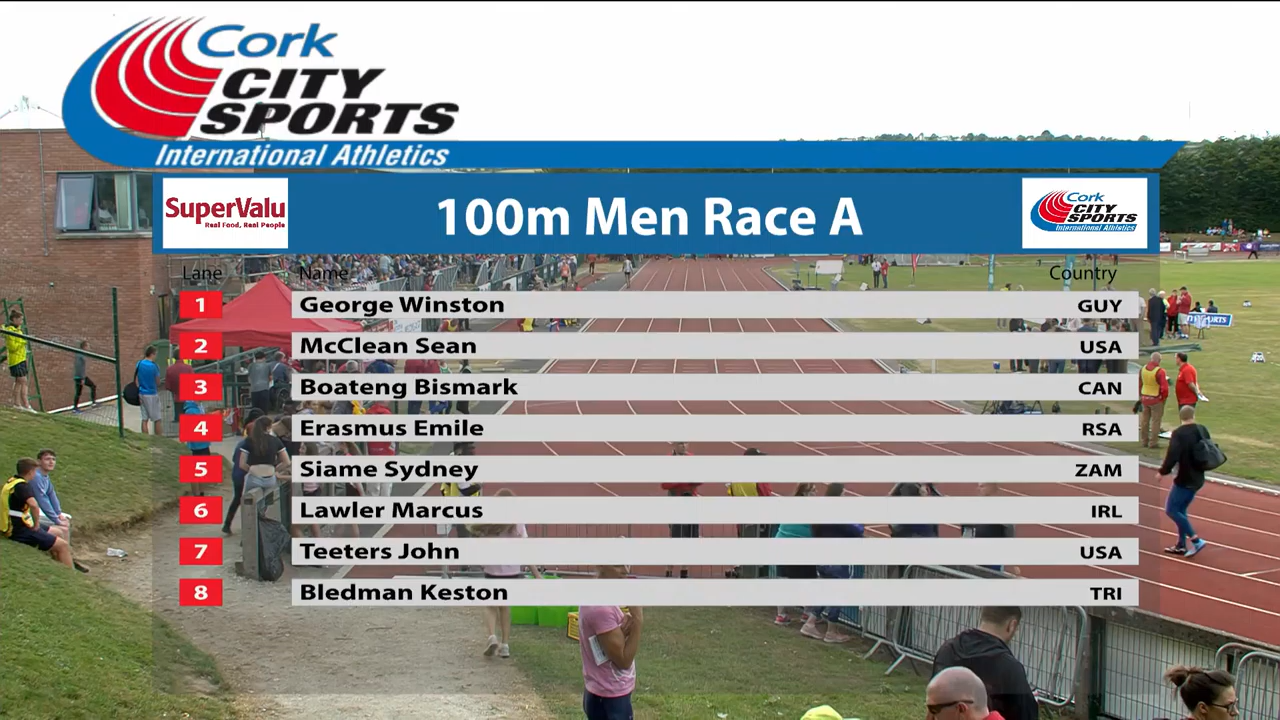 Cork
CITY
SPORTS
International Athletics
SuperValu
Real Food, Real People
100m Men Race A
Cork
CITY
SPORTS
International Athletics
Lane Name Country
1 George Winston GUY
2 McClean Sean USA
3 Boateng Bismark CAN
4 Erasmus Emile RSA
5 Siame Sydney ZAM
6 Lawler Marcus IRL
7 Teeters John USA
8 Bledman Keston TRI